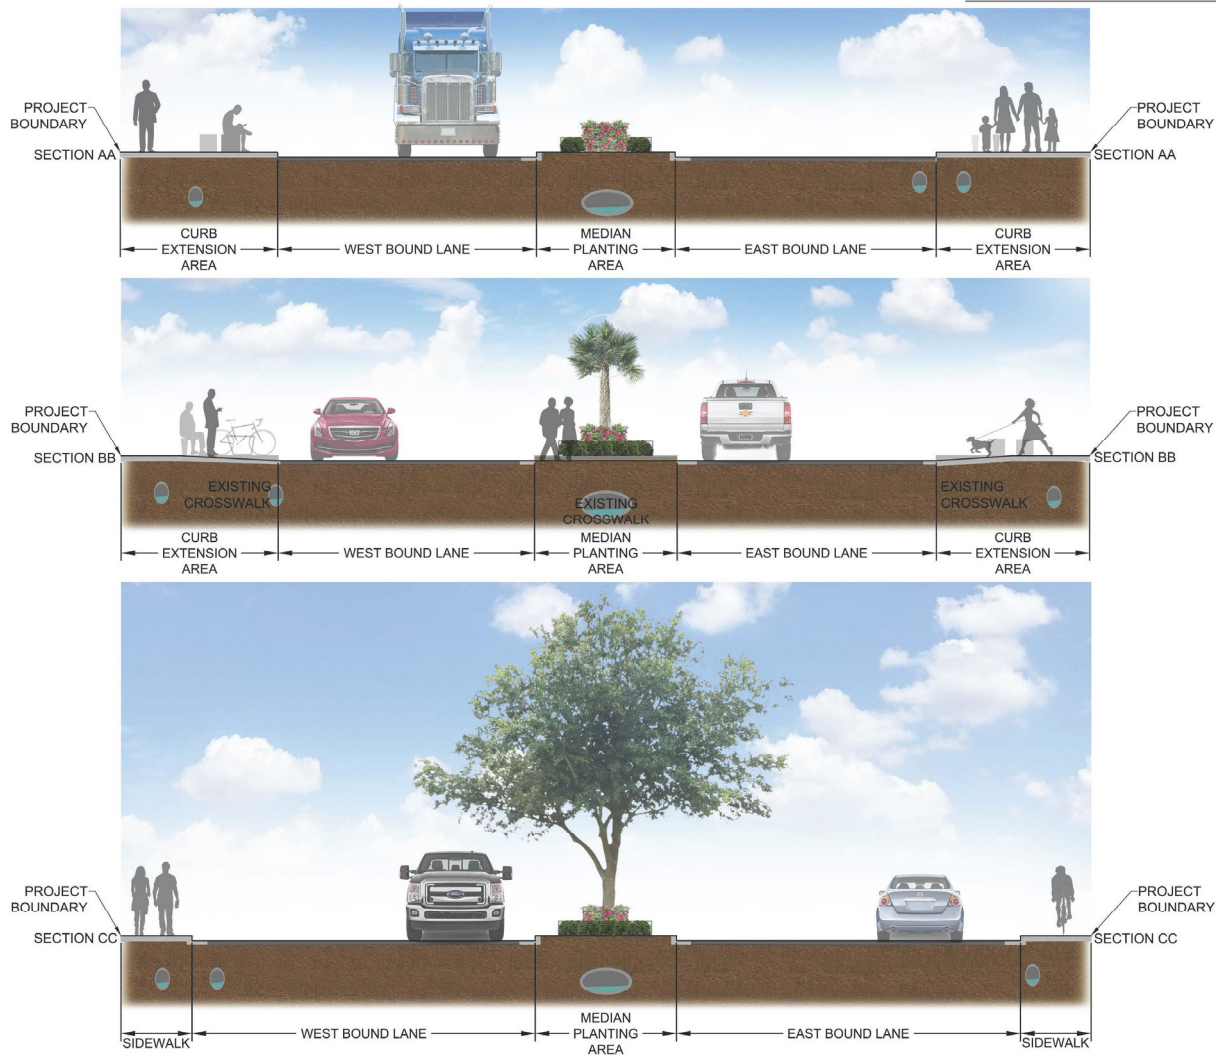 PROJECT
BOUNDARY
SECTION AA
PROJECT
BOUNDARY
SECTION AA
CURB
EXTENSION
AREA
WEST BOUND LANE
MEDIAN
PLANTING
AREA
EAST BOUND LANE
CURB
EXTENSION
AREA
PROJECT
BOUNDARY
SECTION BB
PROJECT
BOUNDARY
SECTION BB
EXISTING
CROSSWALK
EXISTING
CROSSWALK
EXISTING
CROSSWALK
CURB
EXTENSION
AREA
WEST BOUND LANE
MEDIAN
PLANTING
AREA
EAST BOUND LANE
CURB
EXTENSION
AREA
PROJECT
BOUNDARY
SECTION CC
PROJECT
BOUNDARY
SECTION CC
SIDEWALK
WEST BOUND LANE
MEDIAN
PLANTING
AREA
EAST BOUND LANE
SIDEWALK